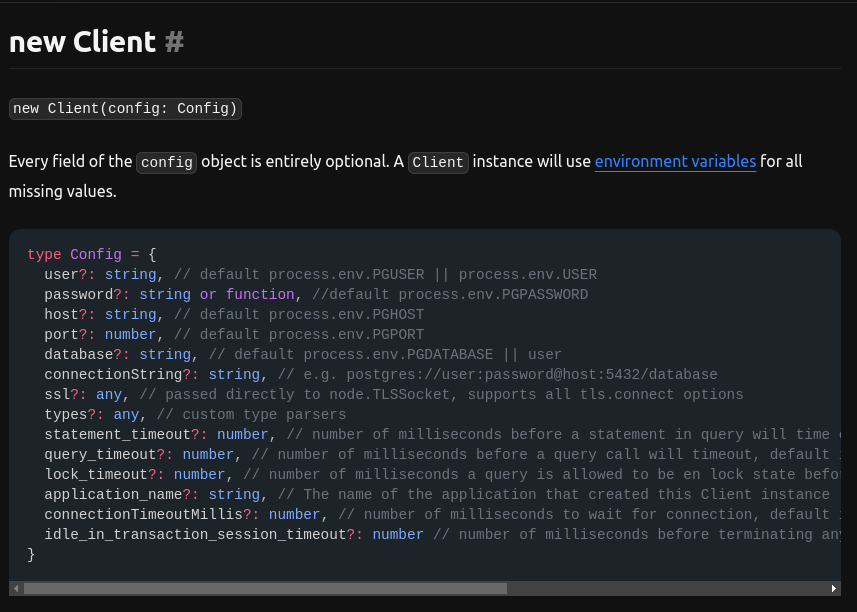 new Client #
new Client(config: Config)
Every field of the config object is entirely optional. A Client instance will use environment variables for all
missing values.
type Config = {
  user?: string, // default process.env.PGUSER || process.env.USER
  password?: string or function, //default process.env.PGPASSWORD
  host?: string, // default process.env.PGHOST
  port?: number, // default process.env.PGPORT
  database?: string, // default process.env.PGDATABASE || user
  connectionString?: string, // e.g. postgres://user:password@host:5432/database
  ssl?: any, // passed directly to node.TLSSocket, supports all tls.connect options
  types?: any, // custom type parsers
  statement_timeout?: number, // number of milliseconds before a statement in query will time
  query_timeout?: number, // number of milliseconds before a query call will timeout, default
  lock_timeout?: number, // number of milliseconds a query is allowed to be en lock state
  application_name?: string, // The name of the application that created this Client instance
  connectionTimeoutMillis?: number, // number of milliseconds to wait for connection, default
  idle_in_transaction_session_timeout?: number // number of milliseconds before terminating
}